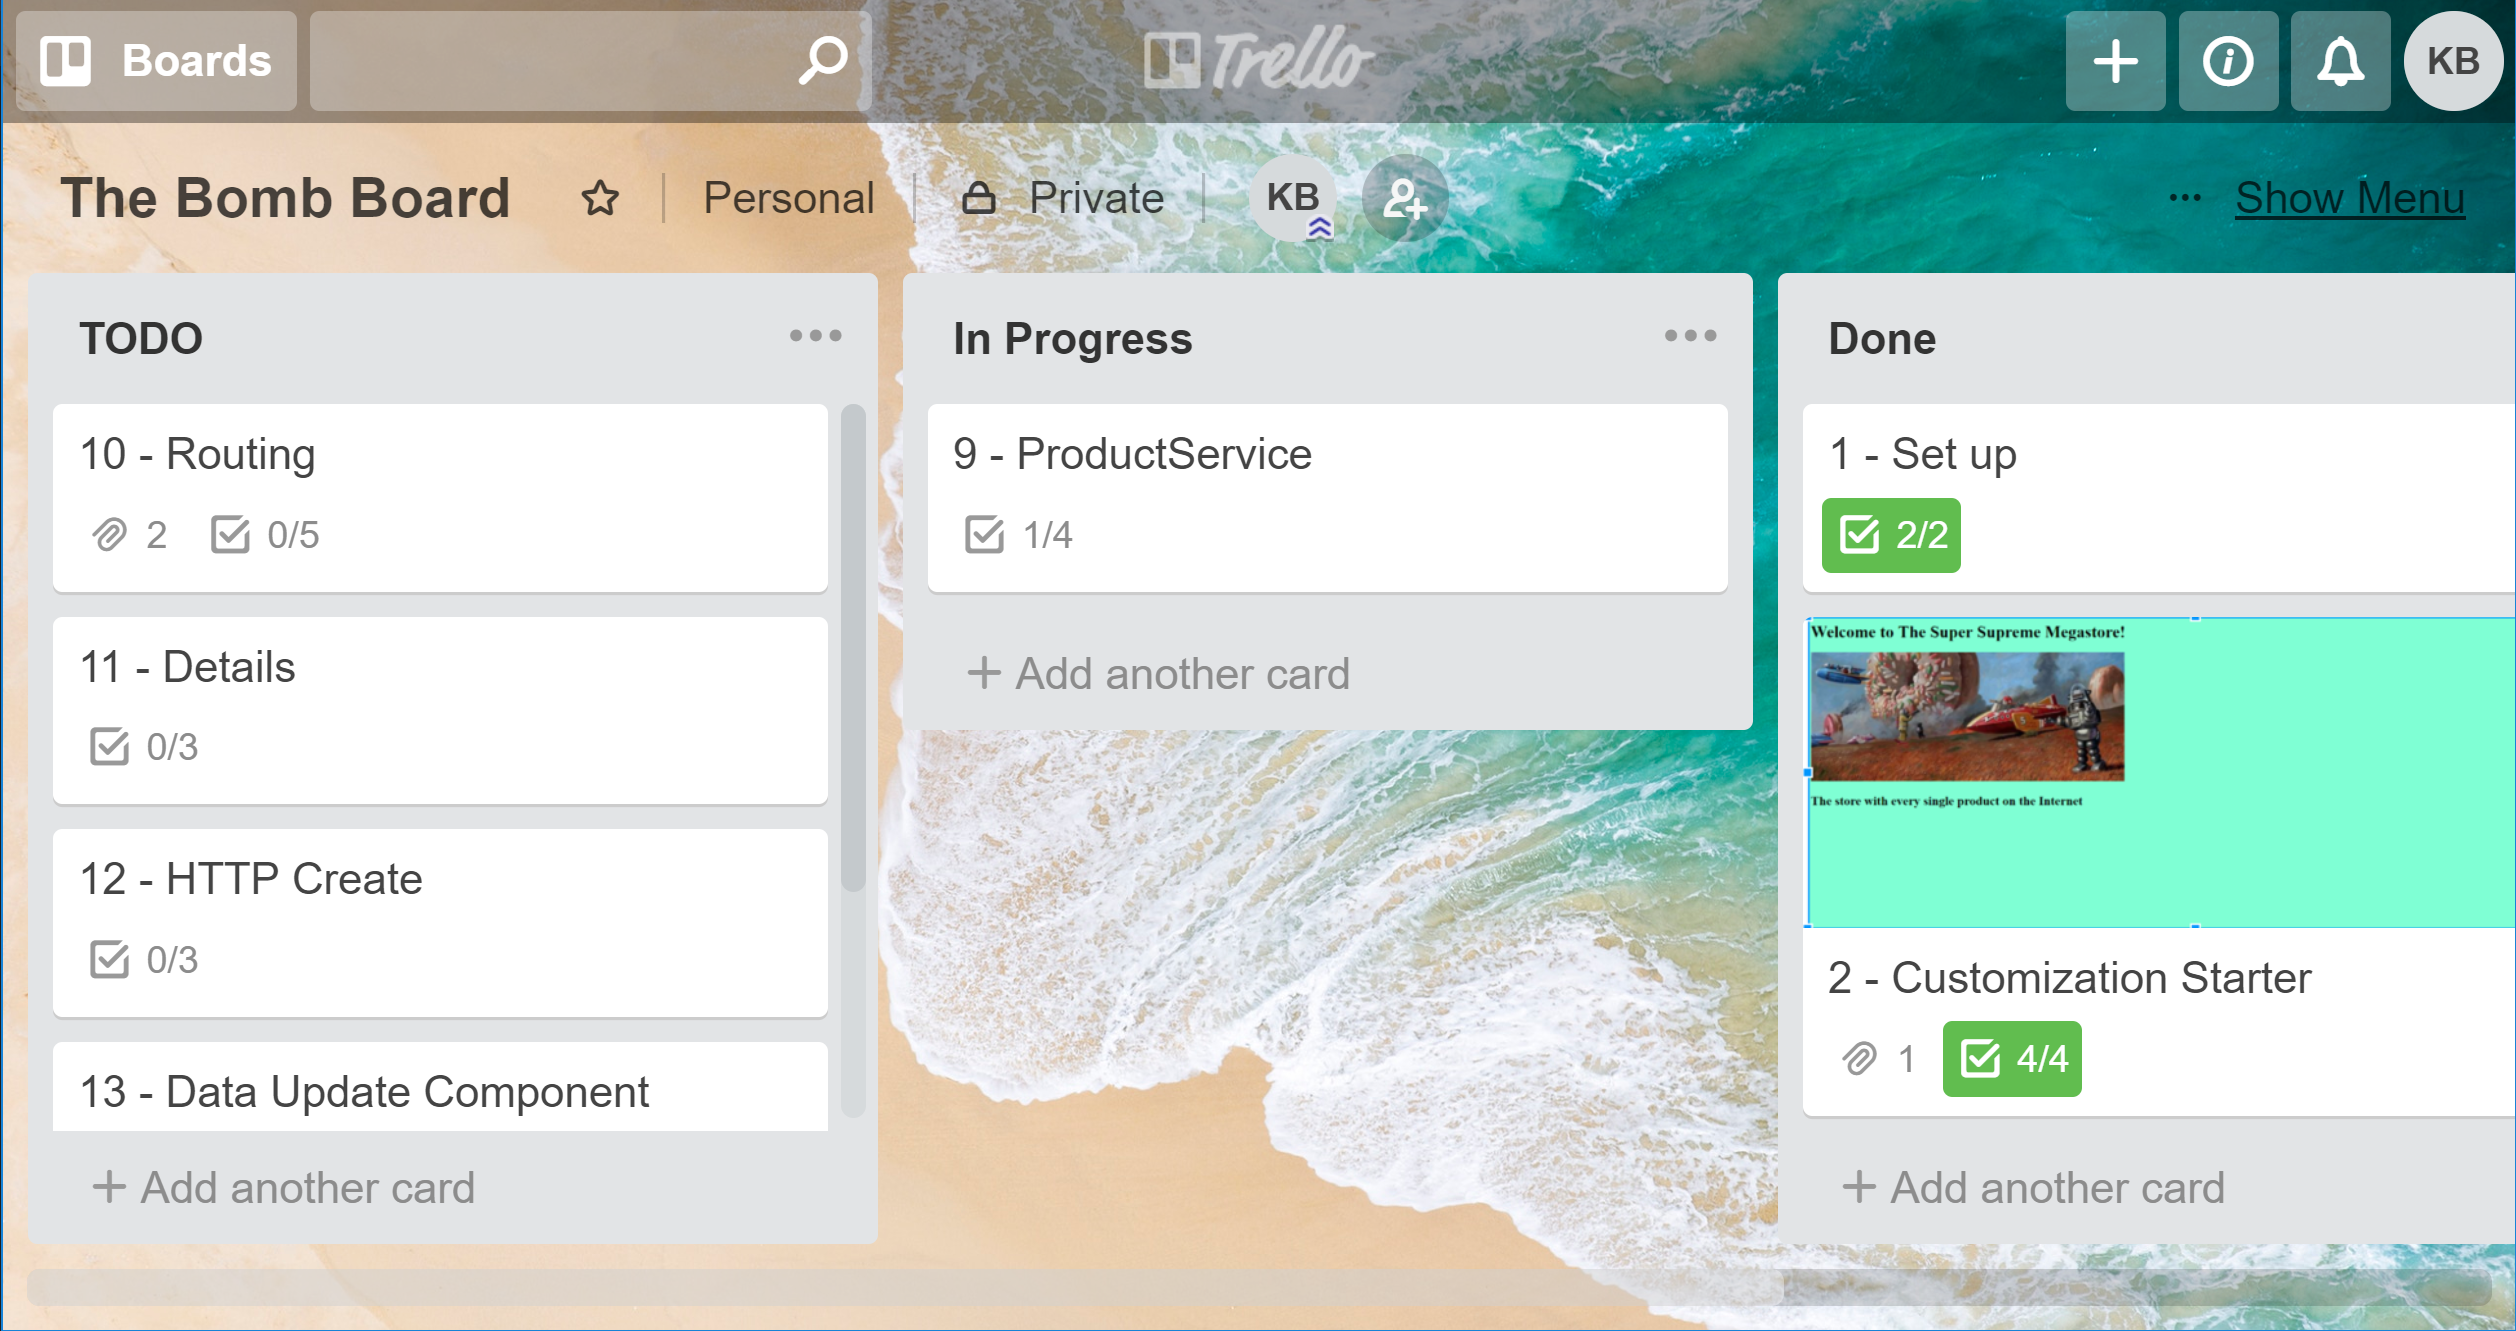 Boards
Trello
KB
The Bomb Board
Personal
Private
KB
Show Menu
TODO
10 - Routing
2 0/5
11 - Details
0/3
12 - HTTP Create
0/3
13 - Data Update Component
+ Add another card
In Progress
9 - ProductService
1/4
+ Add another card
Done
1 - Set up
2/2
Welcome to The Super Supreme Megastore!
The store with every single product on the Internet
2 - Customization Starter
1 4/4
+ Add another card